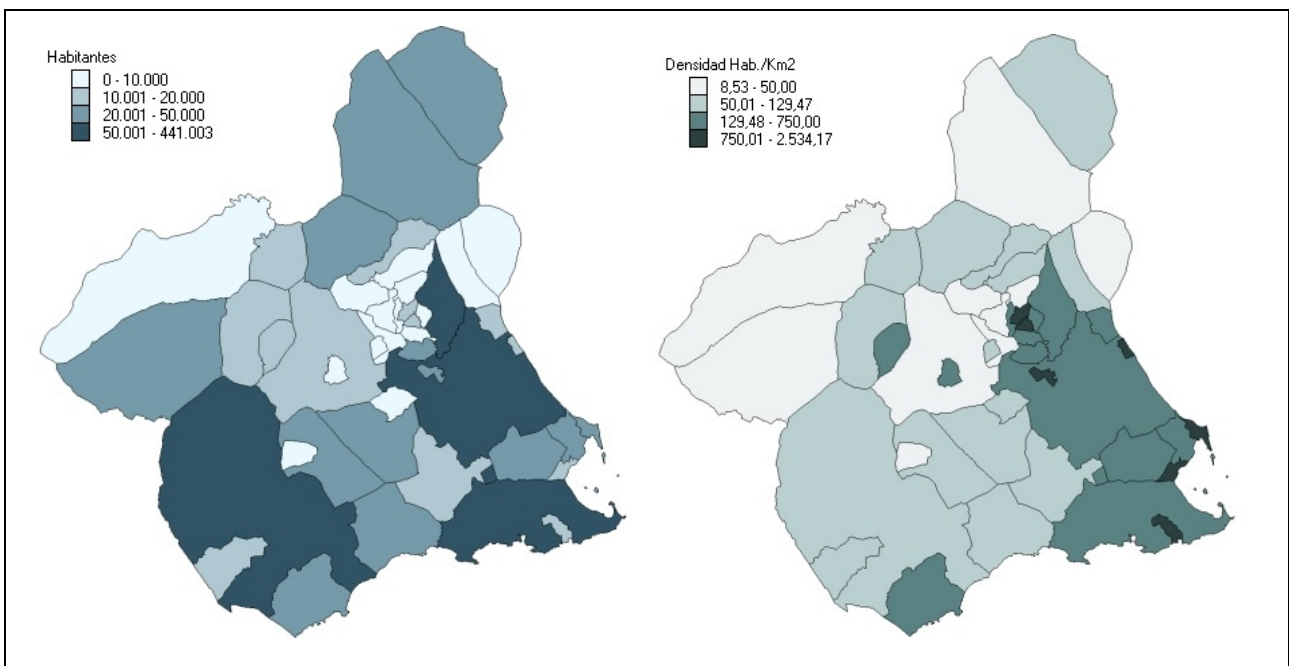 Habitantes
0 - 10.000
10.001 - 20.000
20.001 - 50.000
50.001 - 441.003
Densidad Hab./Km2
8,53 - 50,00
50,01 - 129,47
129,48 - 750,00
750,01 - 2.534,17